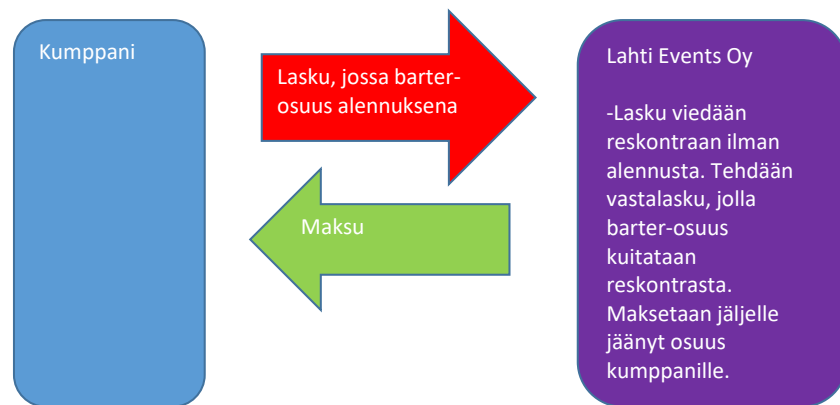 Kumppani
Lasku, jossa barter-
osuus alennuksena
Maksu
Lahti Events Oy
-Lasku viedään
reskontraan ilman
alennusta. Tehdään
vastalasku, jolla
barter-osuus
kuitataan
reskontrasta.
Maksetaan jäljelle
jäänyt osuus
kumppanille.